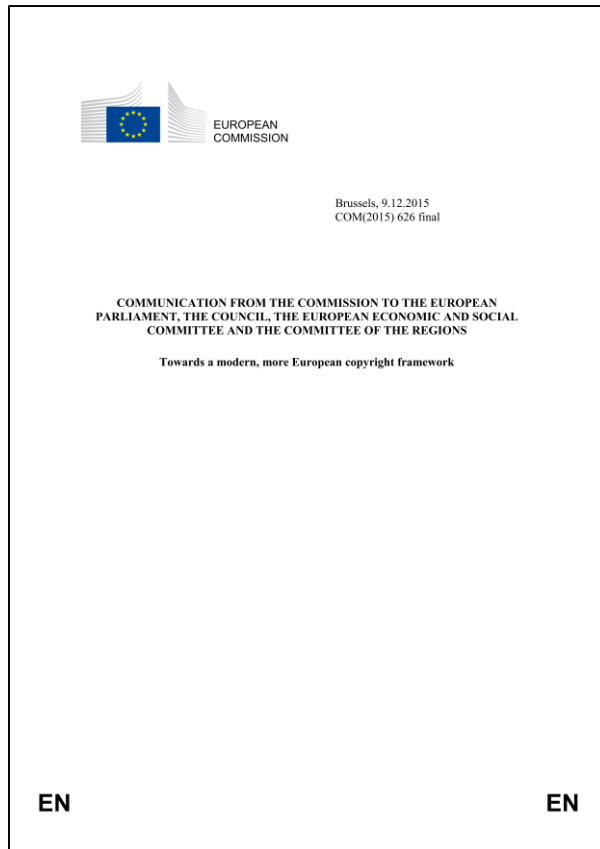 EUROPEAN
COMMISSION
Brussels, 9.12.2015
COM(2015) 626 final
COMMUNICATION FROM THE COMMISSION TO THE EUROPEAN
PARLIAMENT, THE COUNCIL, THE EUROPEAN ECONOMIC AND SOCIAL
COMMITTEE AND THE COMMITTEE OF THE REGIONS
Towards a modern, more European copyright framework
EN EN